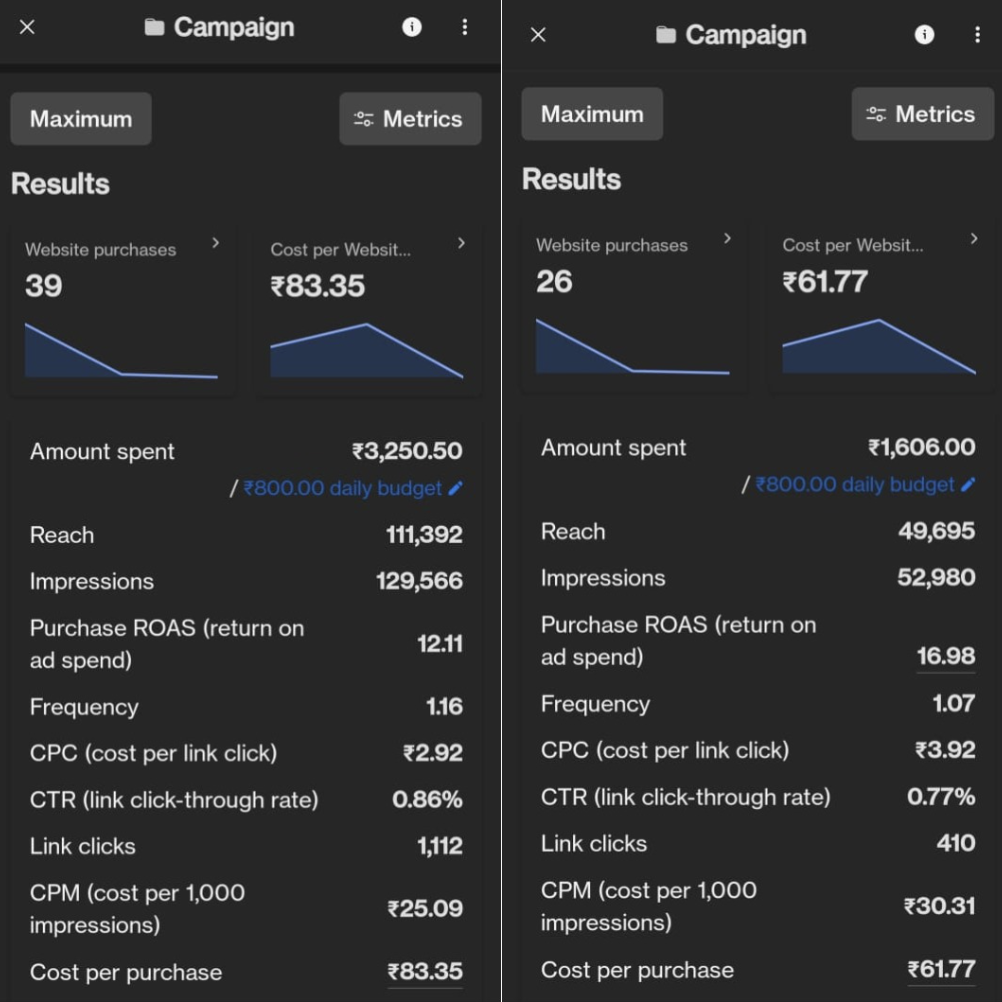 Campaign
Maximum
Metrics
Results
Website purchases
39
Cost per Websit...
₹83.35
Amount spent ₹3,250.50
/ ₹800.00 daily budget
Reach 111,392
Impressions 129,566
Purchase ROAS (return on
ad spend) 12.11
Frequency 1.16
CPC (cost per link click) ₹2.92
CTR (link click-through rate) 0.86%
Link clicks 1,112
CPM (cost per 1,000
impressions) ₹25.09
Cost per purchase ₹83.35
Campaign
Maximum
Metrics
Results
Website purchases
26
Cost per Websit...
₹61.77
Amount spent ₹1,606.00
/ ₹800.00 daily budget
Reach 49,695
Impressions 52,980
Purchase ROAS (return on
ad spend) 16.98
Frequency 1.07
CPC (cost per link click) ₹3.92
CTR (link click-through rate) 0.77%
Link clicks 410
CPM (cost per 1,000
impressions) ₹30.31
Cost per purchase ₹61.77